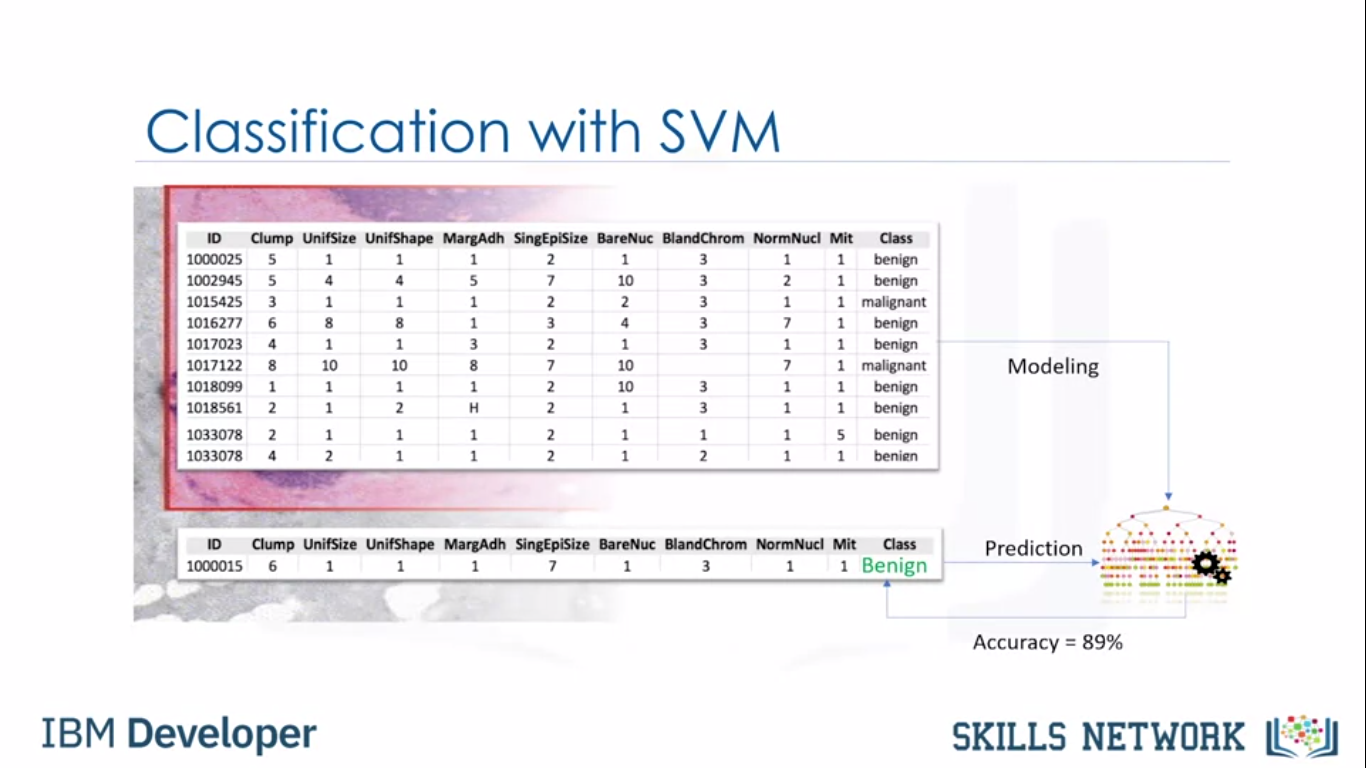 Classification with SVM
ID Clump UnifSize UnifShape MargAdh SingEpiSize BareNuc BlandChrom NormNucl Mit Class
1000025 5 1 1 1 2 1 3 1 1 benign
1002945 5 4 4 5 7 10 3 2 1 benign
1015425 3 1 1 1 2 2 3 1 1 malignant
1016277 6 8 8 1 3 4 3 7 1 benign
1017023 4 1 1 3 2 1 3 1 1 benign
1017122 8 10 10 8 7 10 7 1 malignant
1018099 1 1 1 1 2 10 3 1 1 benign
1018561 2 1 2 H 2 1 3 1 1 benign
1033078 2 1 1 1 2 1 1 1 5 benign
1033078 4 2 1 1 2 1 2 1 1 benign
Modeling
ID Clump UnifSize UnifShape MargAdh SingEpiSize BareNuc BlandChrom NormNucl Mit Class
1000015 6 1 1 1 7 1 3 1 1 Benign
Prediction
Accuracy = 89%
IBM Developer
SKILLS NETWORK